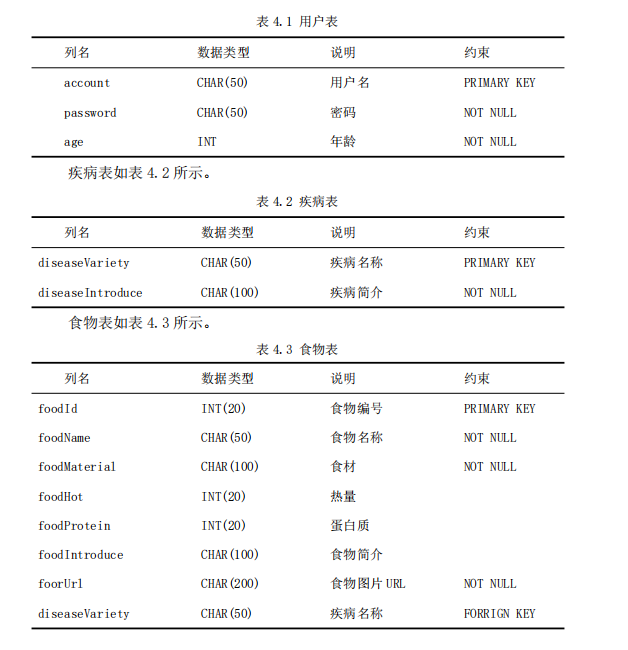 表 4.1 用户表
列名 数据类型 说明 约束
account CHAR(50) 用户名 PRIMARY KEY
password CHAR(50) 密码 NOT NULL
age INT 年龄 NOT NULL
疾病表如表 4.2 所示。
表 4.2 疾病表
列名 数据类型 说明 约束
diseaseVariety CHAR(50) 疾病名称 PRIMARY KEY
diseaseIntroduce CHAR(100) 疾病简介 NOT NULL
食物表如表 4.3 所示。
表 4.3 食物表
列名 数据类型 说明 约束
foodId INT(20) 食物编号 PRIMARY KEY
foodName CHAR(50) 食物名称 NOT NULL
foodMaterial CHAR(100) 食材 NOT NULL
foodHot INT(20) 热量
foodProtein INT(20) 蛋白质
foodIntroduce CHAR(100) 食物简介
foorUrl CHAR(200) 食物图片 URL NOT NULL
diseaseVariety CHAR(50) 疾病名称 FORRIGN KEY